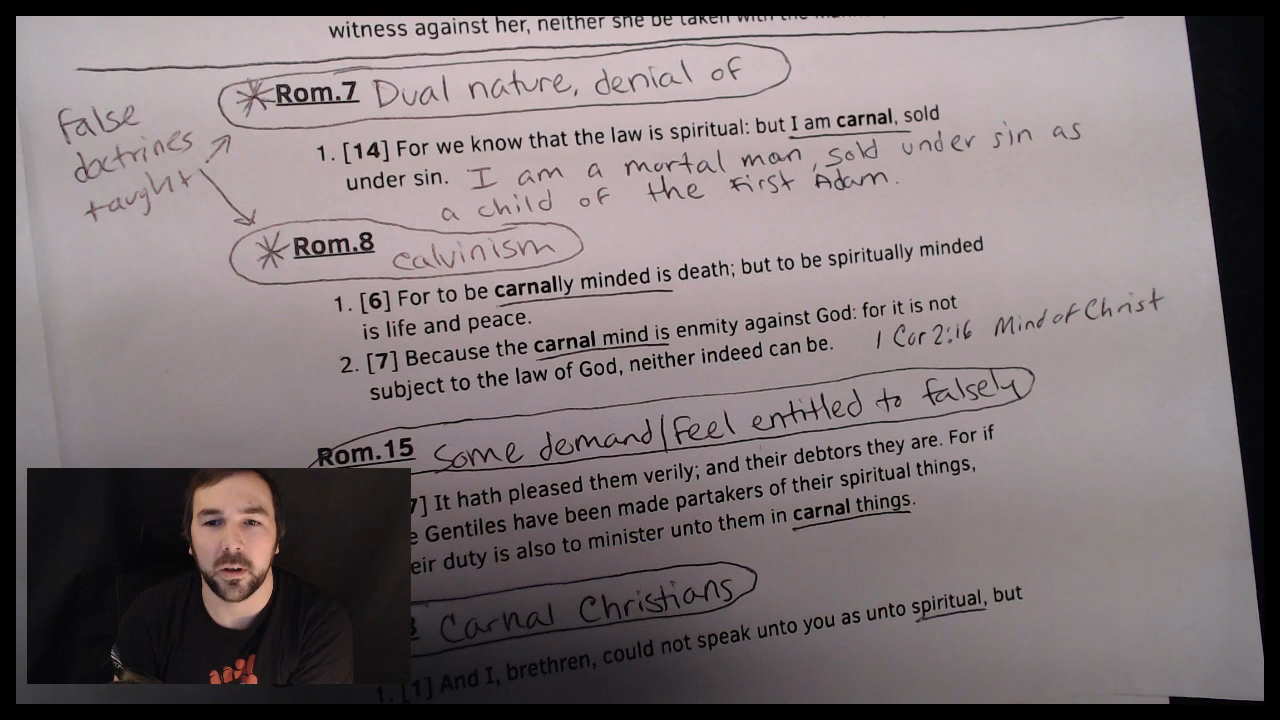 witness against her, neither she be taken with the
Rom.7 Dual nature, denial of
false
doctrines
taught
1. [14] For we know that the law is spiritual: but I am carnal, sold
under sin. I am a mortal man, sold under sin as
a child of the First Adam.
Rom.8 calvinism
1. [6] For to be carnally minded is death; but to be spiritually minded
is life and peace.
2. [7] Because the carnal mind is enmity against God: for it is not
subject to the law of God, neither indeed can be. 1 Cor 2:16 Mind of Christ
Rom.15 Some demand/feel entitled to falsely
7] It hath pleased them verily; and their debtors they are. For if
e Gentiles have been made partakers of their spiritual things,
eir duty is also to minister unto them in carnal things.
Carnal Christians
1. [1] And I, brethren, could not speak unto you as unto spiritual, but